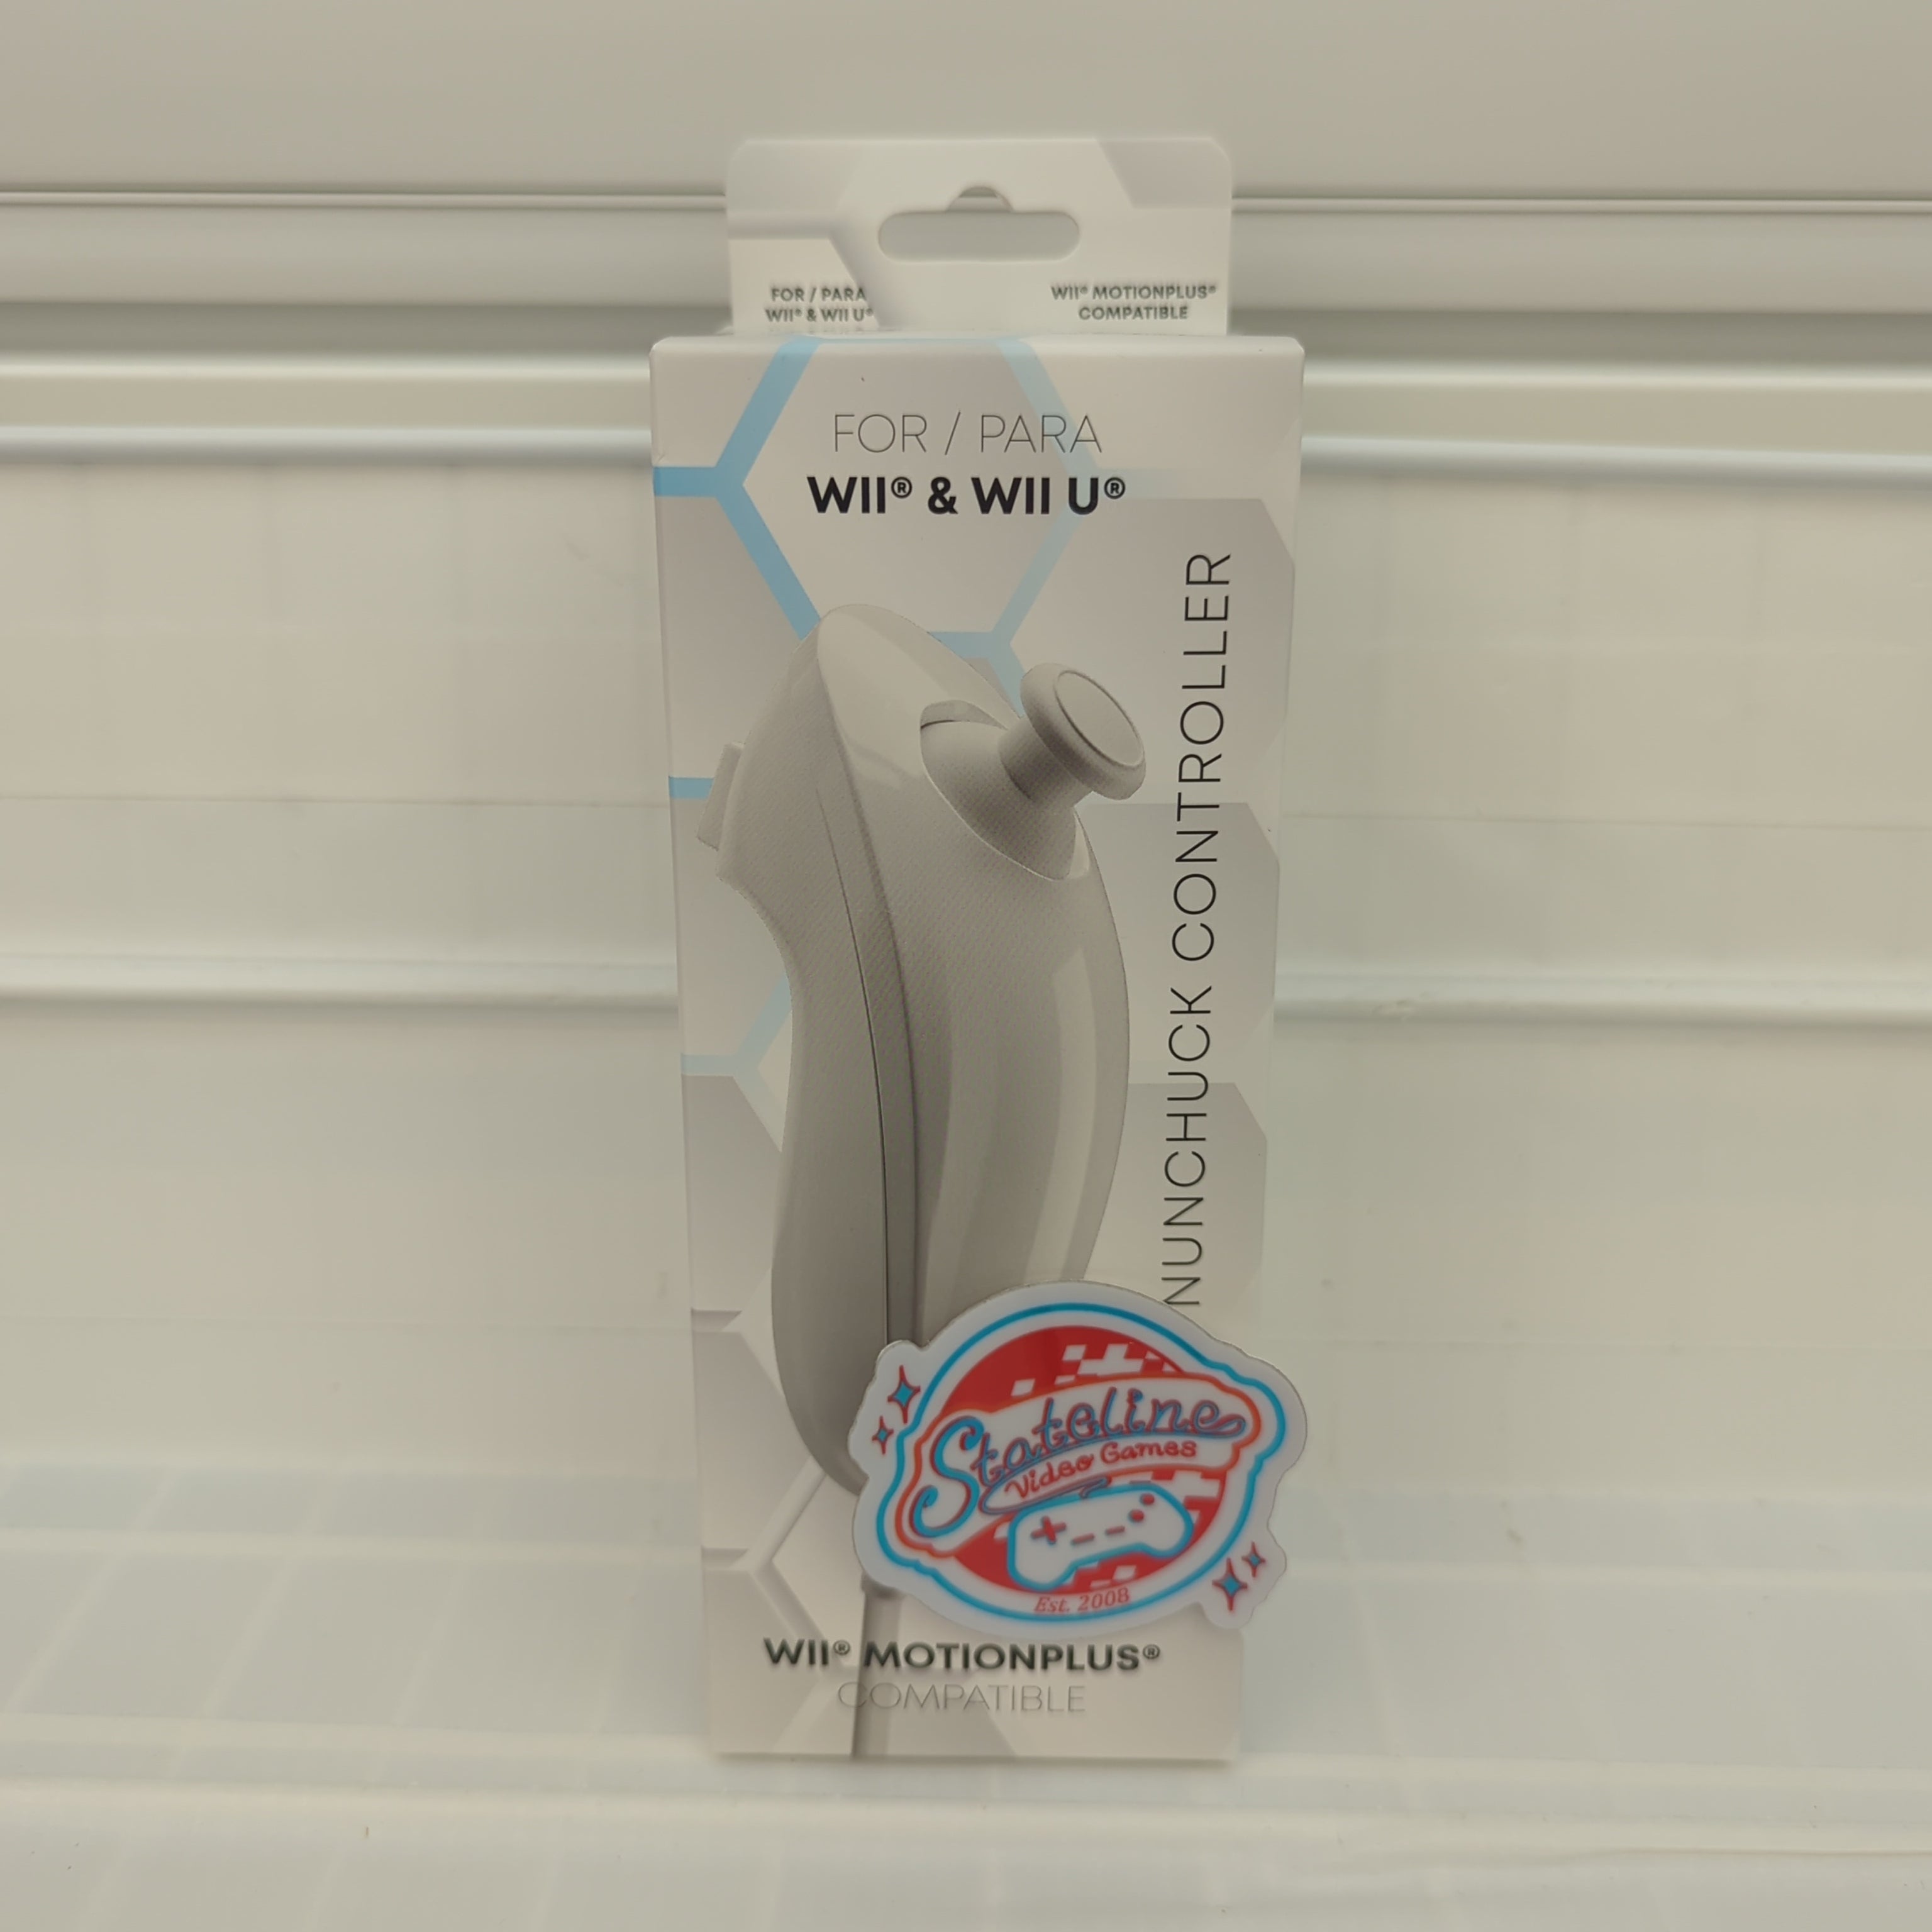 FOR / PARA
WII® & WII U®
WII® MOTIONPLUS®
COMPATIBLE
FOR / PARA
WII® & WII U®
NUNCHUCK CONTROLLER
Stateline
Video Games
Est. 2008
WII® MOTIONPLUS®
COMPATIBLE